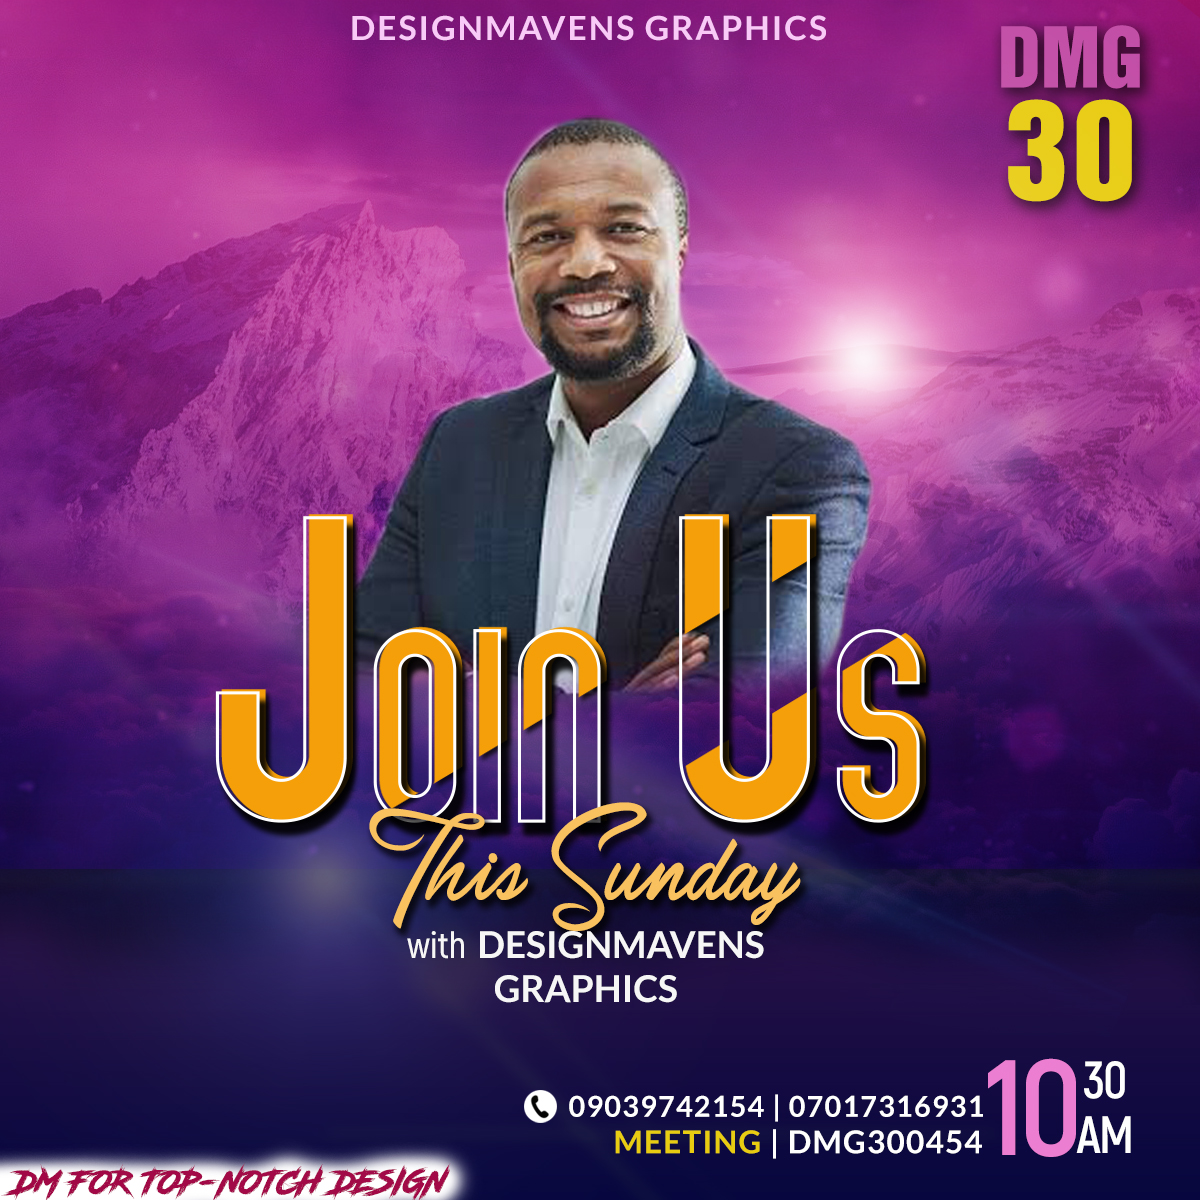 DESIGNMAVENS GRAPHICS
DMG
30
Join Us
This Sunday
with DESIGNMAVENS
GRAPHICS
09039742154 | 07017316931
MEETING | DMG300454
10 30
AM
DM FOR TOP-NOTCH DESIGN